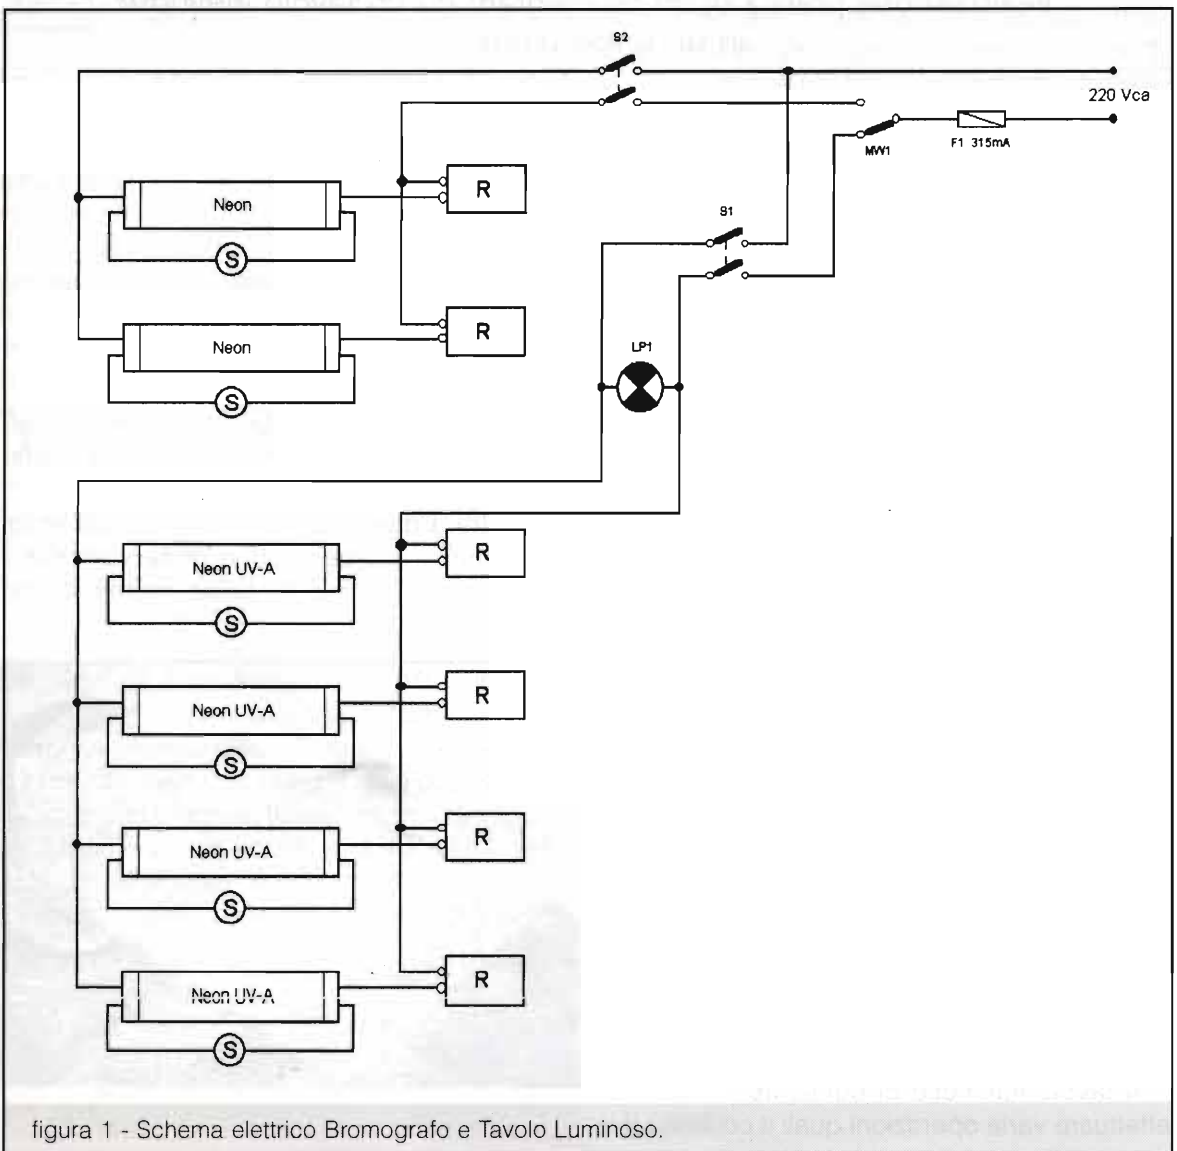 S2
220 Vca
MW1
F1 315mA
R
Neon
S
S1
R
Neon
LP1
S
R
Neon UV-A
S
R
Neon UV-A
S
R
Neon UV-A
S
R
Neon UV-A
S
figura 1 - Schema elettrico Bromografo e Tavolo Luminoso.